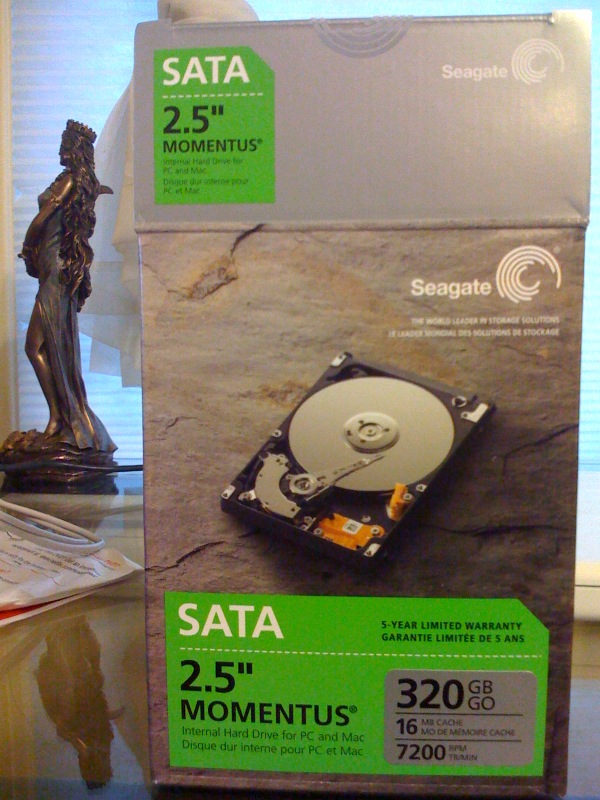 SATA
2.5"
MOMENTUS®
Internal Hard Drive for
PC and Mac
Disque dur interne pour
PC et Mac
Seagate
Seagate
THE WORLD LEADER IN STORAGE SOLUTIONS
LE LEADER MONDIAL DES SOLUTIONS DE STOCKAGE
SATA
5-YEAR LIMITED WARRANTY
GARANTIE LIMITÉE DE 5 ANS
2.5"
MOMENTUS®
Internal Hard Drive for PC and Mac
Disque dur interne pour PC et Mac
320 GB
GO
16 MB CACHE
MO DE MÉMOIRE CACHE
7200 RPM
TR/MIN